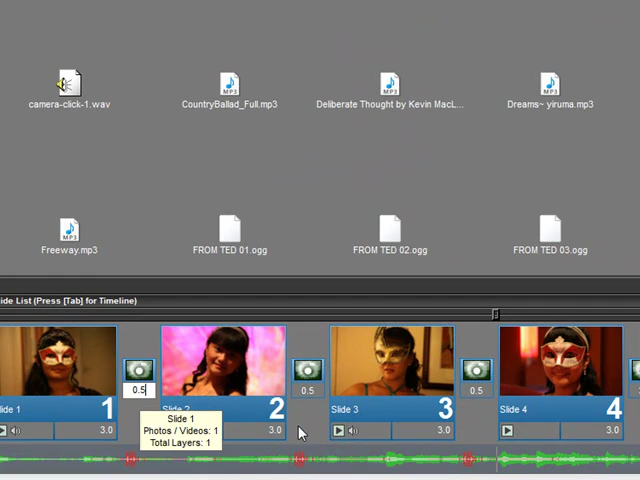 camera-click-1.wav
MP3
CountryBallad_Full.mp3
MP3
Deliberate Thought by Kevin MacL...
MP3
Dreams~ yiruma.mp3
MP3
Freeway.mp3
FROM TED 01.ogg
FROM TED 02.ogg
FROM TED 03.ogg
ide List (Press [Tab] for Timeline)
lide 1
1
0.5
Slide 2
2
3.0
0.5
Slide 3
3
3.0
0.5
Slide 4
4
3.0
Slide 1
Photos / Videos: 1
Total Layers: 1